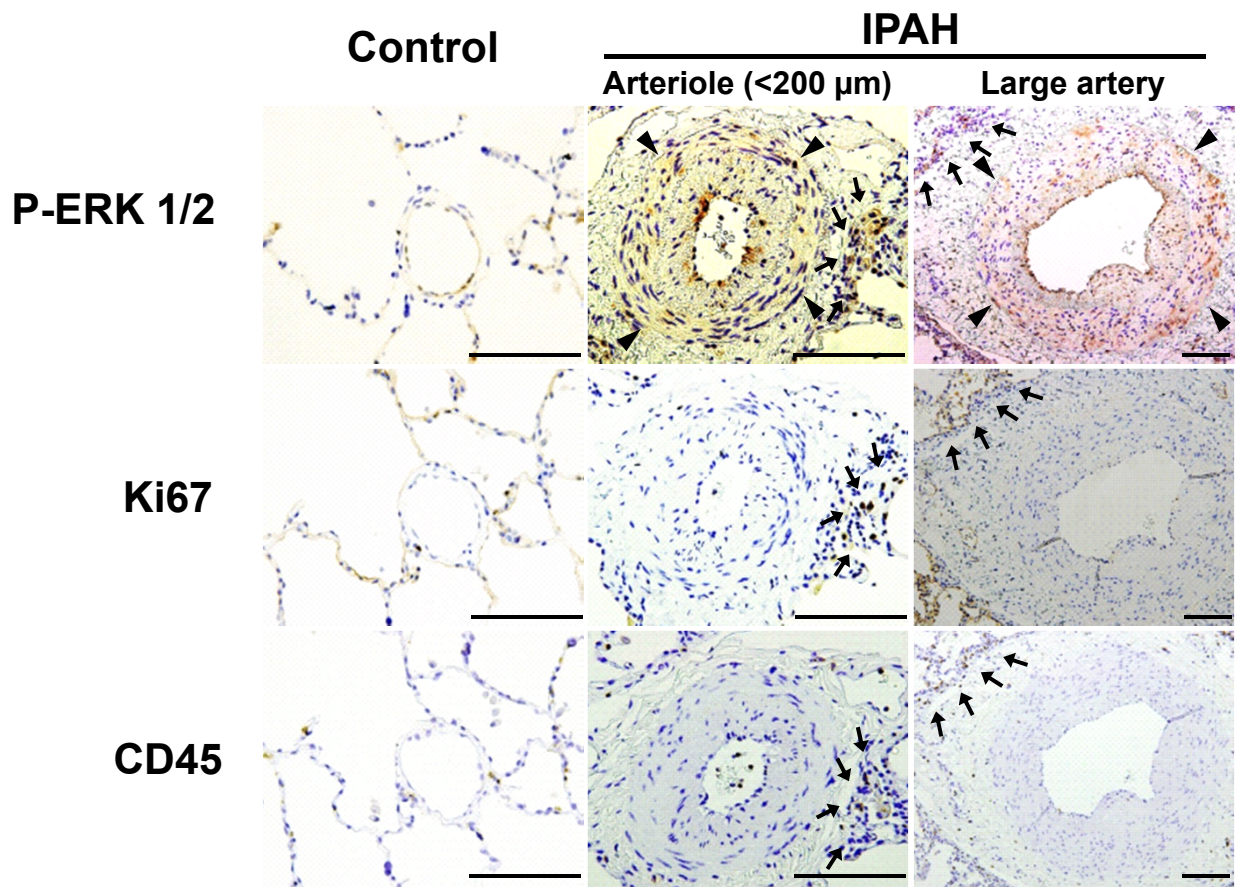 Control
IPAH
Arteriole (<200 µm)
Large artery
P-ERK 1/2
Ki67
CD45